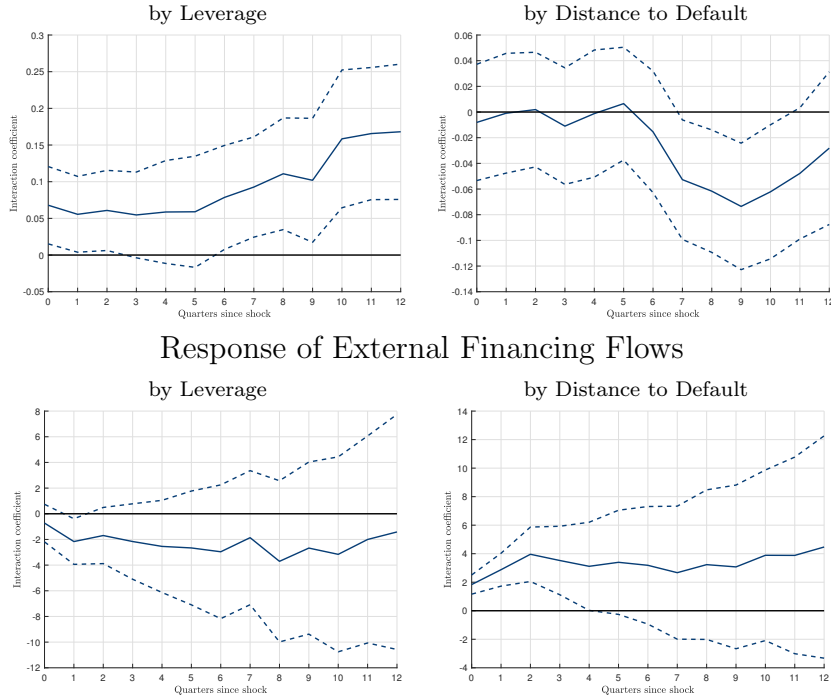 by Leverage
by Distance to Default
0.3
0.25
0.2
0.15
0.1
0.05
0
-0.05
Interaction coefficient
0 1 2 3 4 5 6 7 8 9 10 11 12
Quarters since shock
0.06
0.04
0.02
0
-0.02
-0.04
-0.06
-0.08
-0.1
-0.12
-0.14
Interaction coefficient
0 1 2 3 4 5 6 7 8 9 10 11 12
Quarters since shock
Response of External Financing Flows
by Leverage
by Distance to Default
8
6
4
2
0
-2
-4
-6
-8
-10
-12
Interaction coefficient
0 1 2 3 4 5 6 7 8 9 10 11 12
Quarters since shock
14
12
10
8
6
4
2
0
-2
-4
Interaction coefficient
0 1 2 3 4 5 6 7 8 9 10 11 12
Quarters since shock